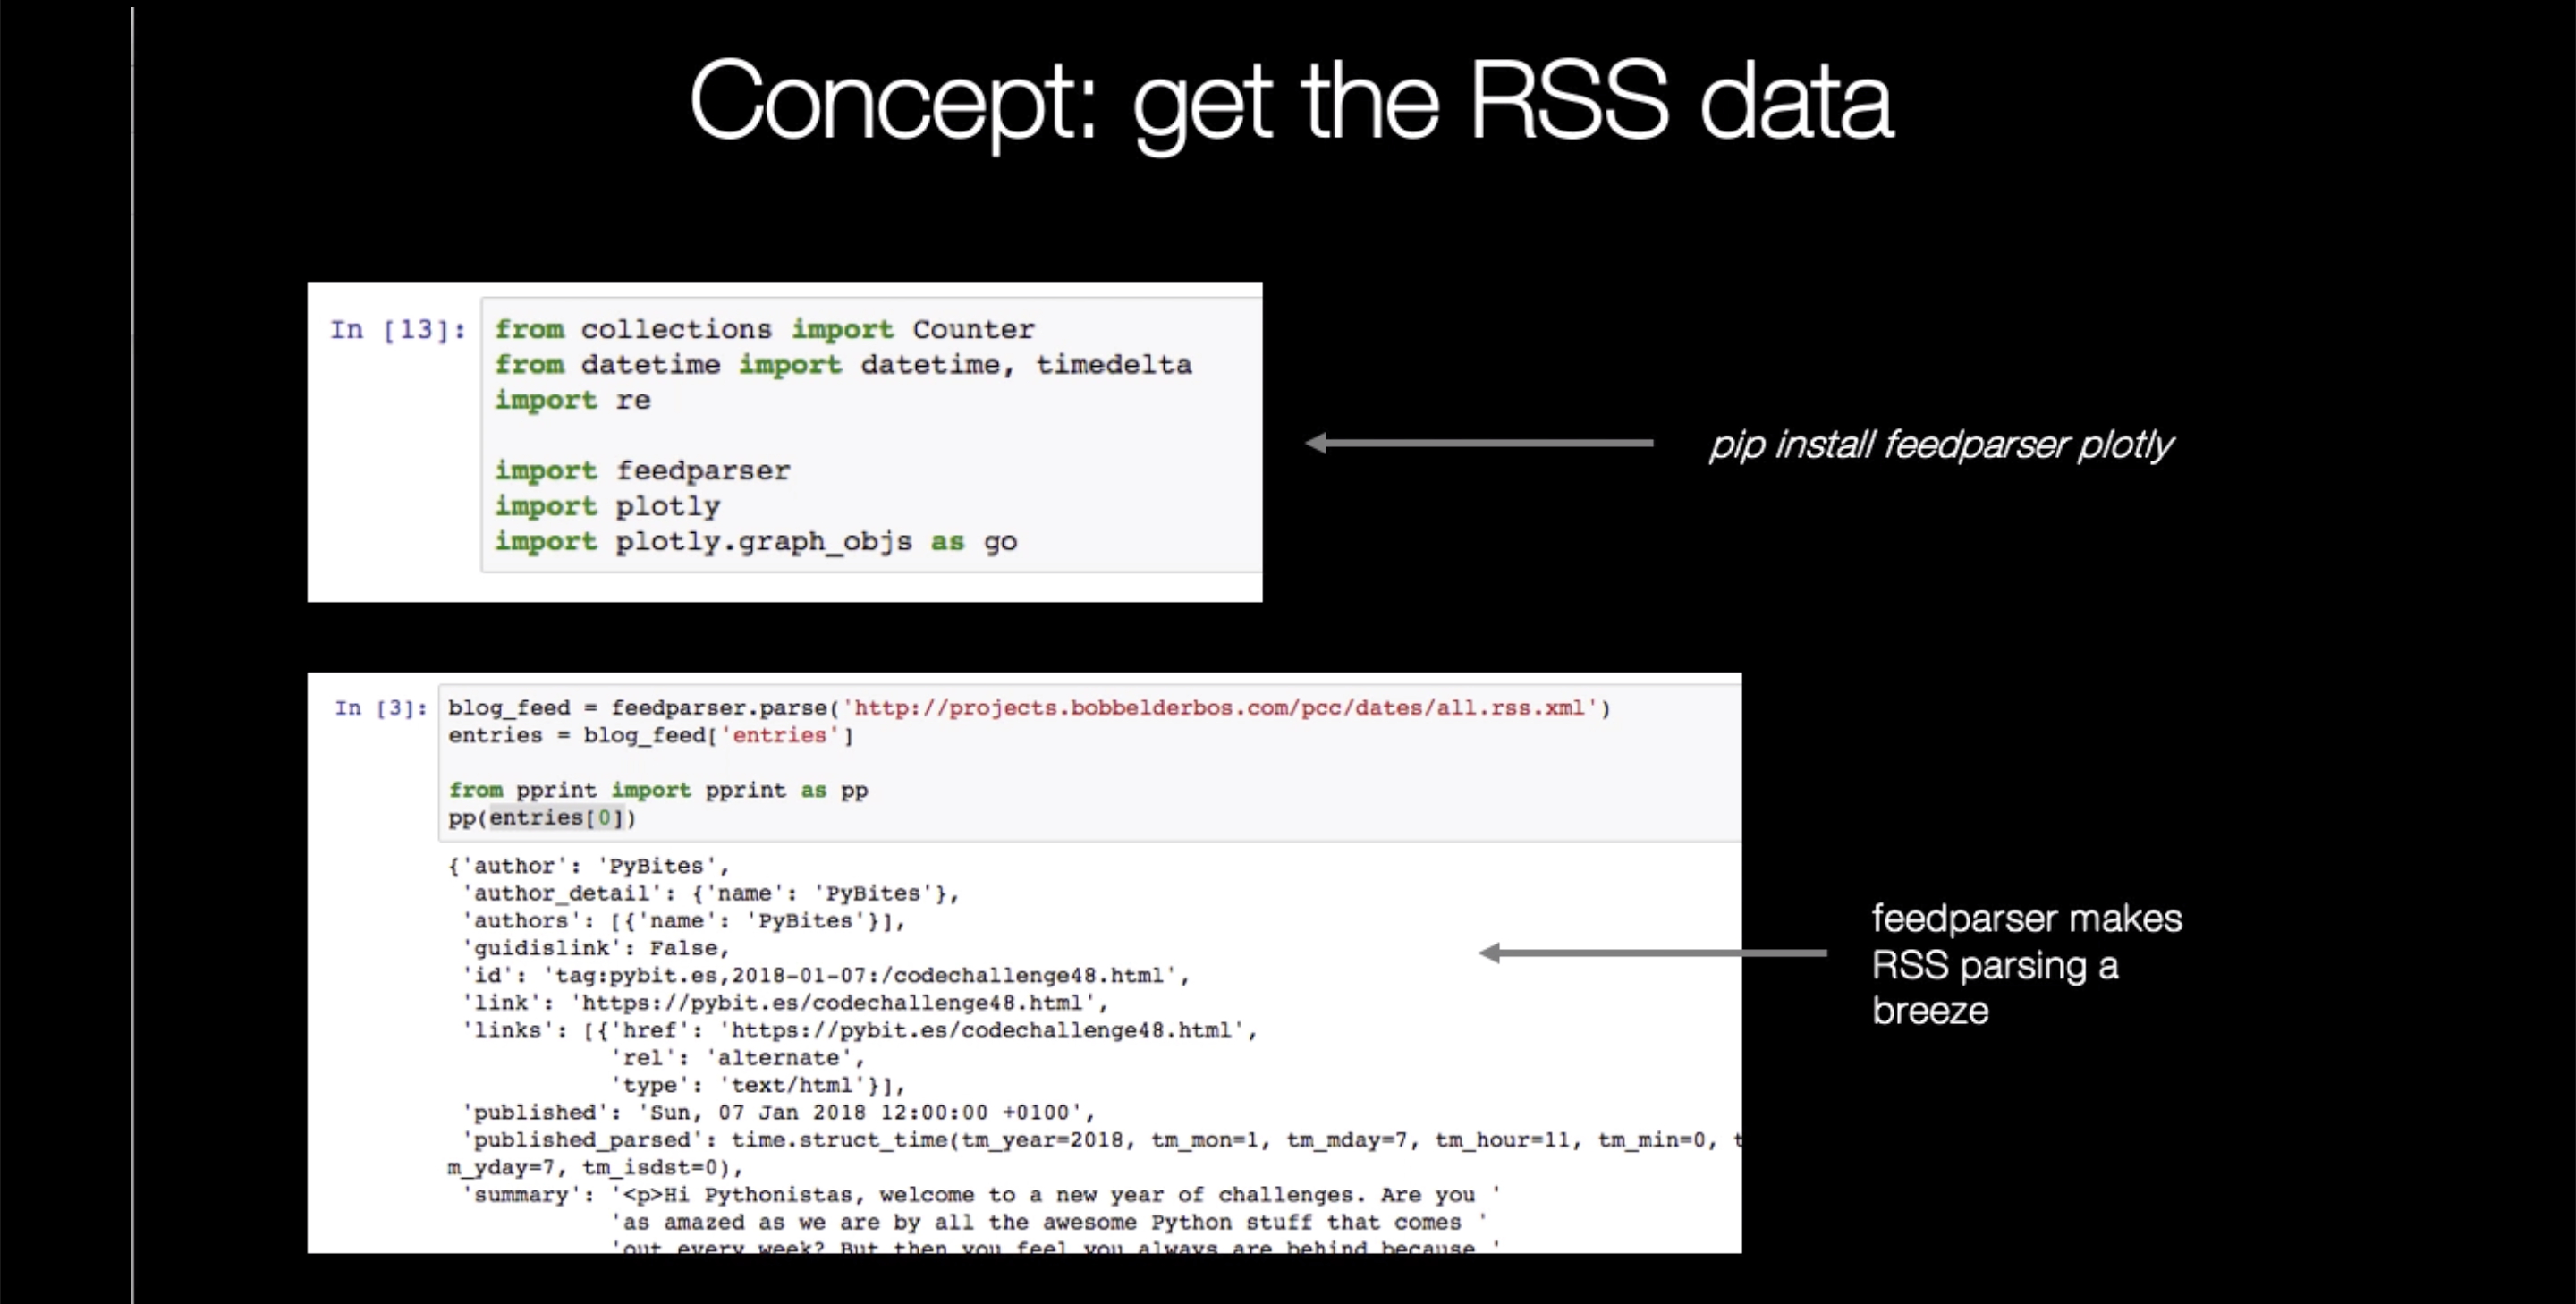 Concept: get the RSS data
In [13]: from collections import Counter
from datetime import datetime, timedelta
import re
import feedparser
import plotly
import plotly.graph_objs as go
pip install feedparser plotly
In [3]: blog_feed = feedparser.parse('http://projects.bobbelderbos.com/pcc/dates/all.rss.xml')
entries = blog_feed['entries']
from pprint import pprint as pp
pp(entries[0])
{'author': 'PyBites',
'author_detail': {'name': 'PyBites'},
'authors': [{'name': 'PyBites'}],
'guidislink': False,
'id': 'tag:pybit.es,2018-01-07:/codechallenge48.html',
'link': 'https://pybit.es/codechallenge48.html',
'links': [{'href': 'https://pybit.es/codechallenge48.html',
'rel': 'alternate',
'type': 'text/html'}],
'published': 'Sun, 07 Jan 2018 12:00:00 +0100',
'published_parsed': time.struct_time(tm_year=2018, tm_mon=1, tm_mday=7, tm_hour=11, tm_min=0, t
m_yday=7, tm_isdst=0),
'summary': '<p>Hi Pythonistas, welcome to a new year of challenges. Are you '
'as amazed as we are by all the awesome Python stuff that comes '
'out every week? But then you feel you always are behind because '
feedparser makes
RSS parsing a
breeze